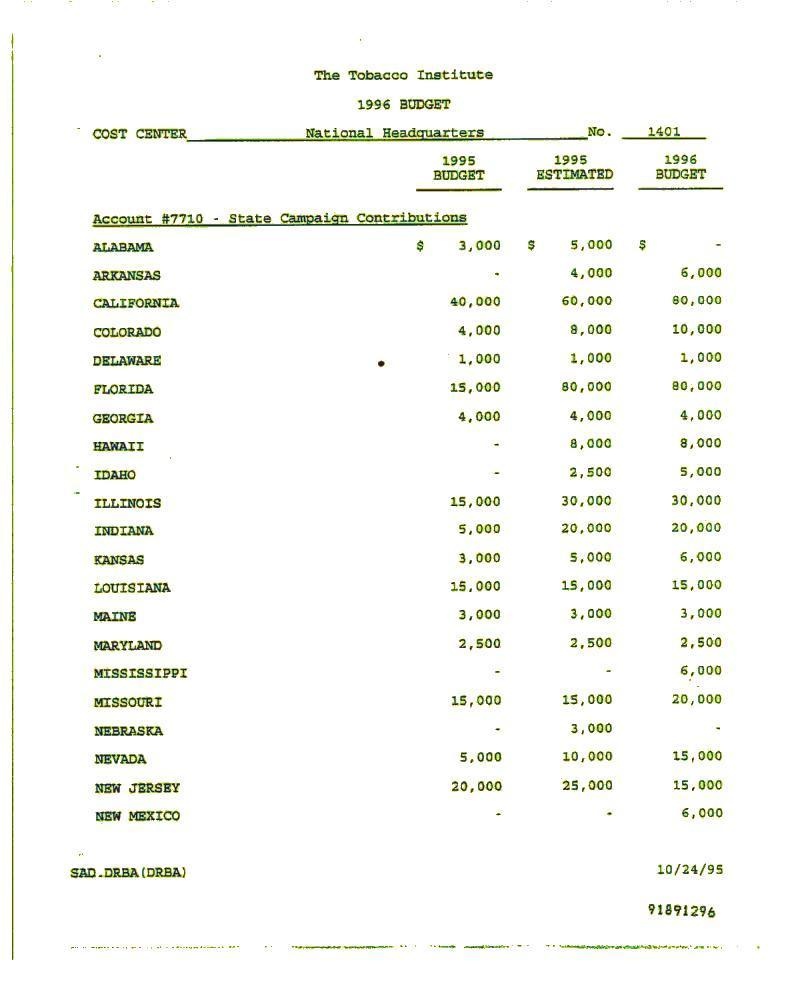 The Tobacco Institute
1996 BUDGET
COST CENTER National Headquarters No. 1401
1995 1995 1996
BUDGET ESTIMATED BUDGET
Account #7710 - State Campaign Contributions
ALABAMA $ 3,000 $ 5,000 $ -
ARKANSAS - 4,000 6,000
CALIFORNIA 40,000 60,000 80,000
COLORADO 4,000 8,000 10,000
DELAWARE 1,000 1,000 1,000
FLORIDA 15,000 80,000 80,000
GEORGIA 4,000 4,000 4,000
HAWAII - 8,000 8,000
IDAHO - 2,500 5,000
ILLINOIS 15,000 30,000 30,000
INDIANA 5,000 20,000 20,000
KANSAS 3,000 5,000 6,000
LOUISIANA 15,000 15,000 15,000
MAINE 3,000 3,000 3,000
MARYLAND 2,500 2,500 2,500
MISSISSIPPI - - 6,000
MISSOURI 15,000 15,000 20,000
NEBRASKA - 3,000 -
NEVADA 5,000 10,000 15,000
NEW JERSEY 20,000 25,000 15,000
NEW MEXICO - - 6,000
SAD.DRBA(DRBA) 10/24/95
91891296